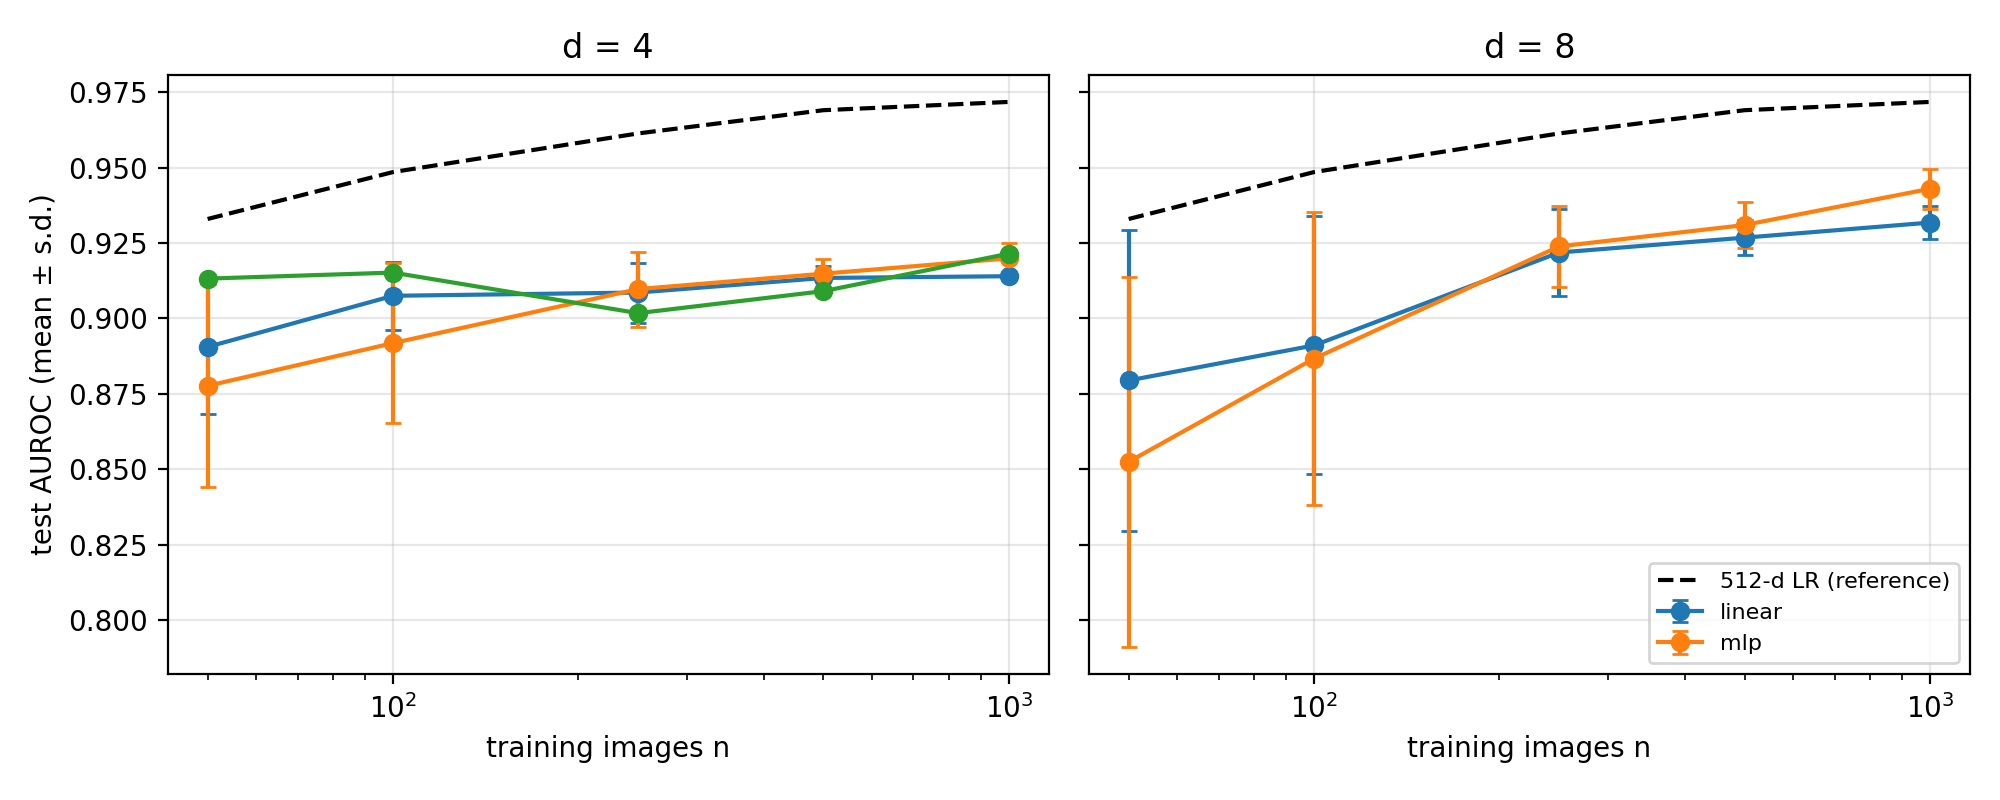 d = 4
d = 8
test AUROC (mean ± s.d.)
0.975
0.950
0.925
0.900
0.875
0.850
0.825
0.800
10²
10³
10²
10³
training images n
training images n
512-d LR (reference)
linear
mlp